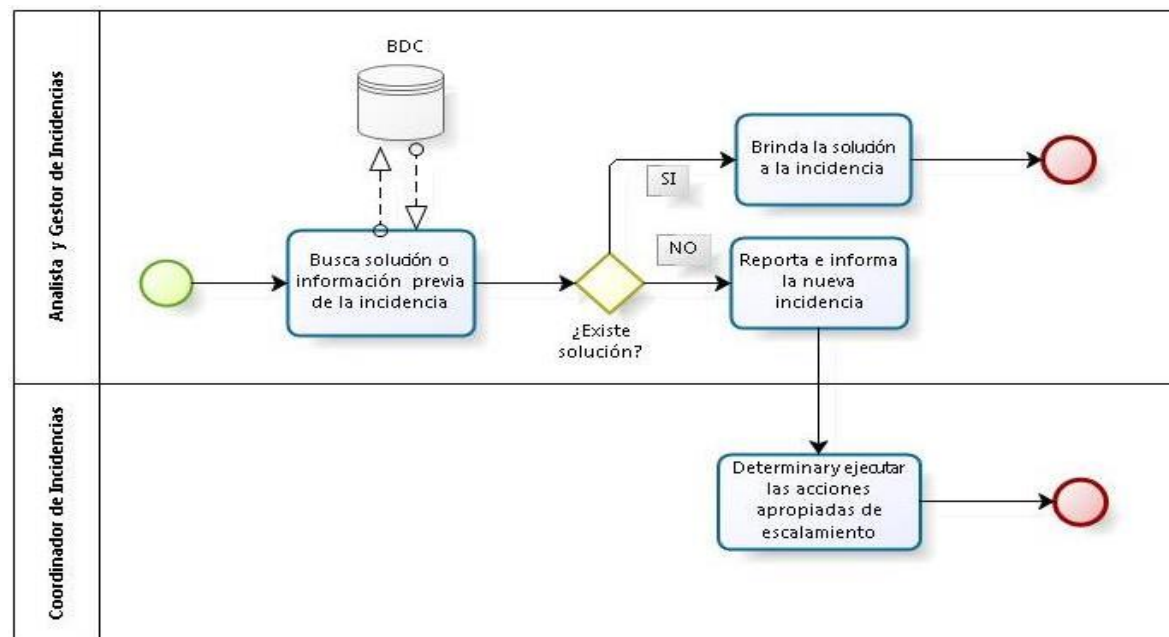 Analista y Gestor de Incidencias
BDC
Busca solución o
información previa
de la incidencia
¿Existe
solución?
SI
Brinda la solución
a la incidencia
NO
Reporta e informa
la nueva
incidencia
Coordinador de Incidencias
Determinar y ejecutar
las acciones
apropiadas de
escalamiento